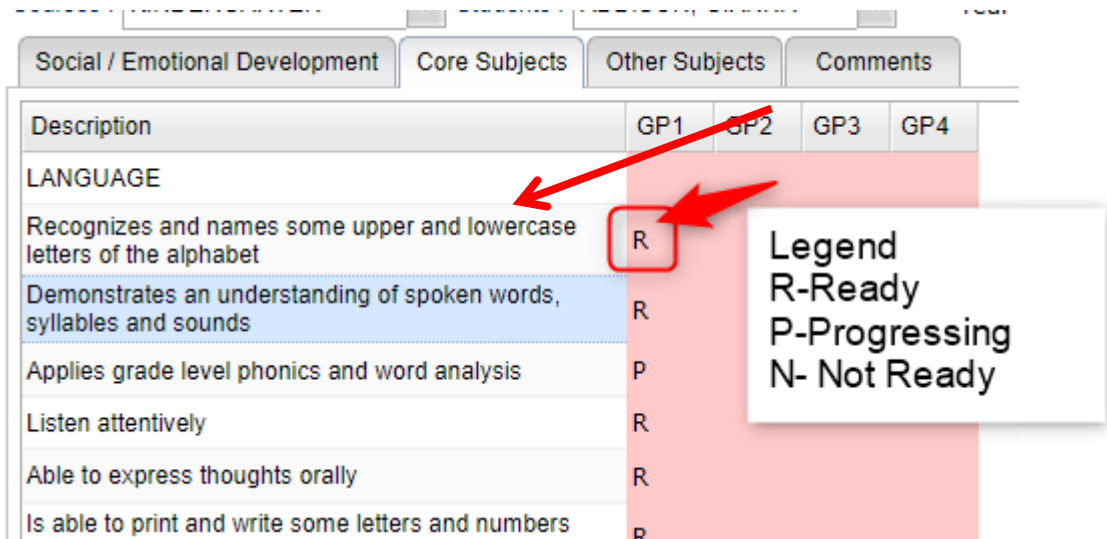 Social / Emotional Development Core Subjects Other Subjects Comments
Description GP1 GP2 GP3 GP4
LANGUAGE
Recognizes and names some upper and lowercase
letters of the alphabet
R
Demonstrates an understanding of spoken words,
syllables and sounds
R
Applies grade level phonics and word analysis P
Listen attentively R
Able to express thoughts orally R
Is able to print and write some letters and numbers
R
Legend
R-Ready
P-Progressing
N- Not Ready